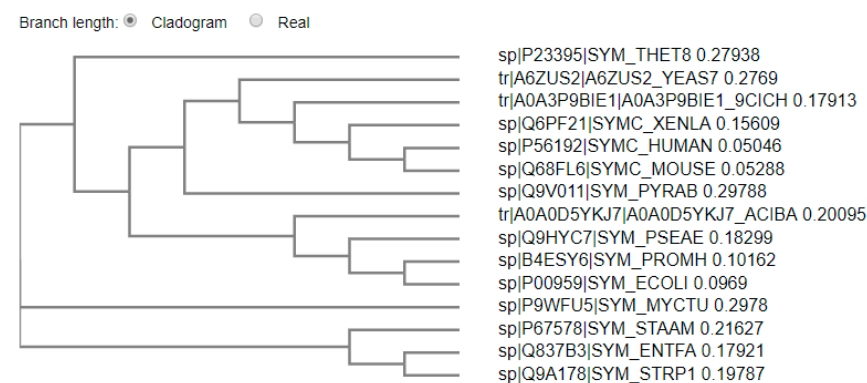 Branch length: Cladogram Real
sp|P23395|SYM_THET8 0.27938
tr|A6ZUS2|A6ZUS2_YEAS7 0.2769
tr|A0A3P9BIE1|A0A3P9BIE1_9CICH 0.17913
sp|Q6PF21|SYMC_XENLA 0.15609
sp|P56192|SYMC_HUMAN 0.05046
sp|Q68FL6|SYMC_MOUSE 0.05288
sp|Q9V011|SYM_PYRAB 0.29788
tr|A0A0D5YKJ7|A0A0D5YKJ7_ACIBA 0.20095
sp|Q9HYC7|SYM_PSEAE 0.18299
sp|B4ESY6|SYM_PROMH 0.10162
sp|P00959|SYM_ECOLI 0.0969
sp|P9WFU5|SYM_MYCTU 0.2978
sp|P67578|SYM_STAAM 0.21627
sp|Q837B3|SYM_ENTFA 0.17921
sp|Q9A178|SYM_STRP1 0.19787